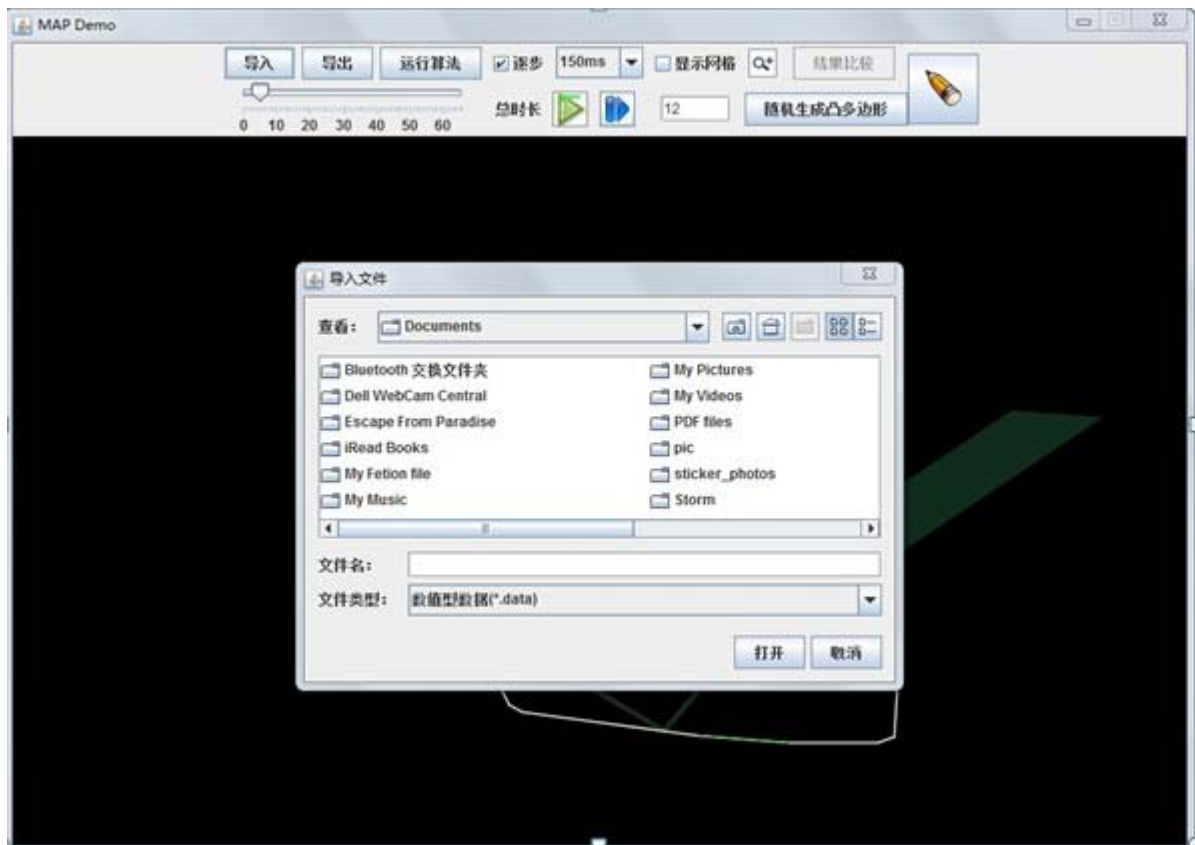 MAP Demo
导入 导出 运行算法 逐步 150ms 显示网格 结果比较
总时长 12 随机生成凸多边形
0 10 20 30 40 50 60
导入文件
查看: Documents
Bluetooth 交换文件夹 My Pictures
Dell WebCam Central My Videos
Escape From Paradise PDF files
iRead Books pic
My Fetion file sticker_photos
My Music Storm
文件名:
文件类型: 数值型数据(*.data)
打开 取消